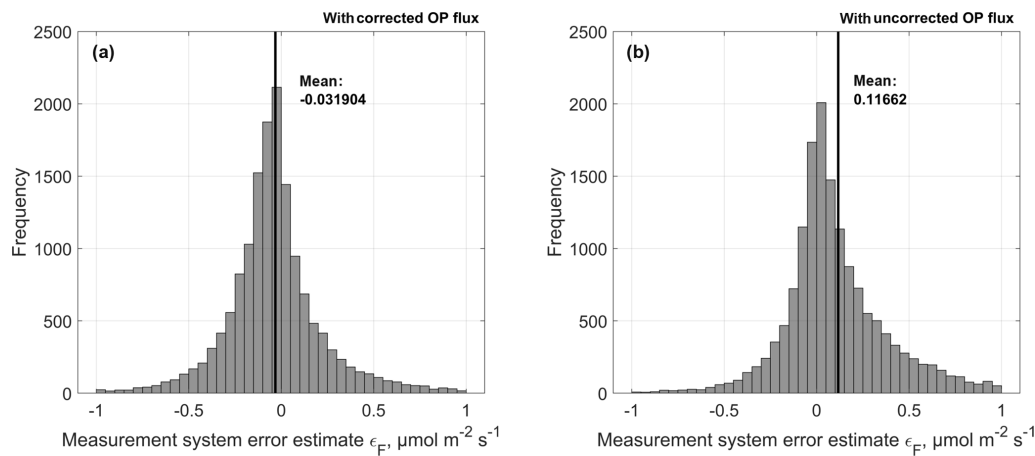 With corrected OP flux
(a)
Mean:
-0.031904
2500
2000
1500
1000
500
0
Frequency
-1
-0.5
0
0.5
1
Measurement system error estimate ϵ_F, μmol m⁻² s⁻¹
With uncorrected OP flux
(b)
Mean:
0.11662
2500
2000
1500
1000
500
0
Frequency
-1
-0.5
0
0.5
1
Measurement system error estimate ϵ_F, μmol m⁻² s⁻¹